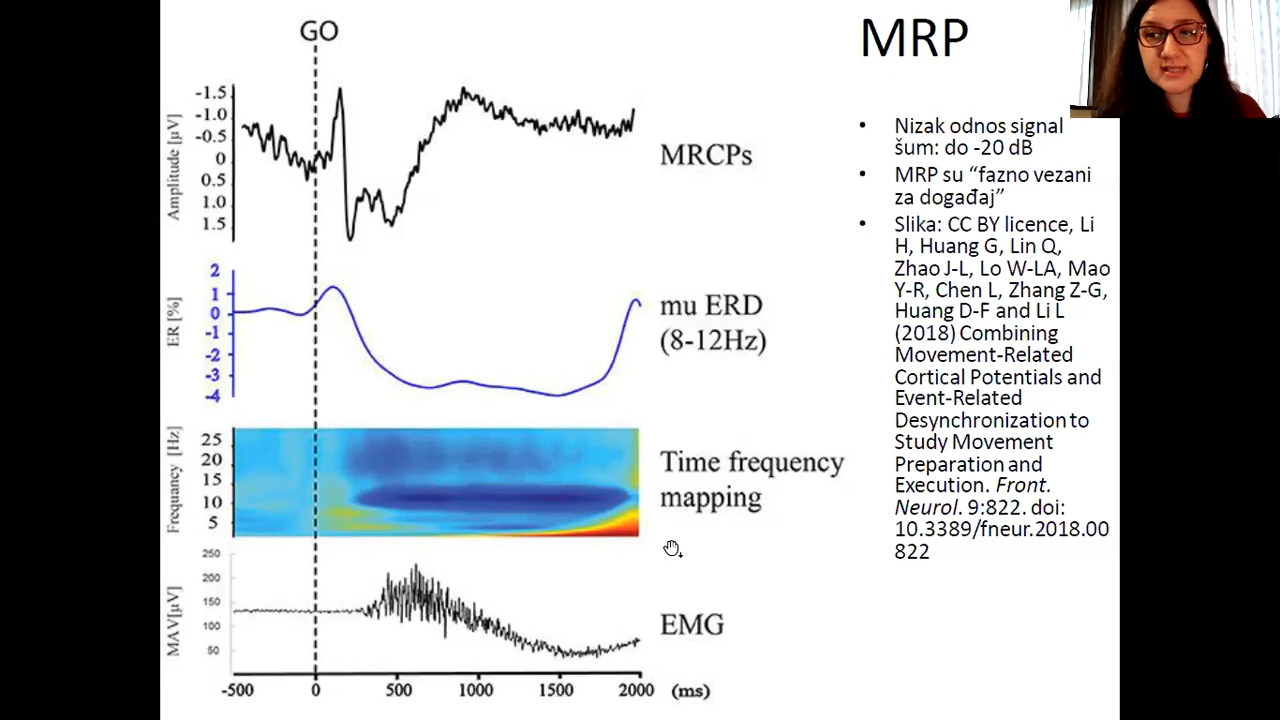 GO
-1.5
-1.0
-0.5
0
0.5
1.0
1.5
Amplitude [µV]
MRCPs
2
1
0
-1
-2
-3
-4
ER [%]
mu ERD
(8-12Hz)
25
20
15
10
5
Frequancy [Hz]
Time frequency
mapping
250
200
150
100
50
MAV[µV]
EMG
-500 0 500 1000 1500 2000 (ms)
MRP
• Nizak odnos signal
šum: do -20 dB
• MRP su “fazno vezani
za događaj”
• Slika: CC BY licence, Li
H, Huang G, Lin Q,
Zhao J-L, Lo W-LA, Mao
Y-R, Chen L, Zhang Z-G,
Huang D-F and Li L
(2018) Combining
Movement-Related
Cortical Potentials and
Event-Related
Desynchronization to
Study Movement
Preparation and
Execution. Front.
Neurol. 9:822. doi:
10.3389/fneur.2018.00
822